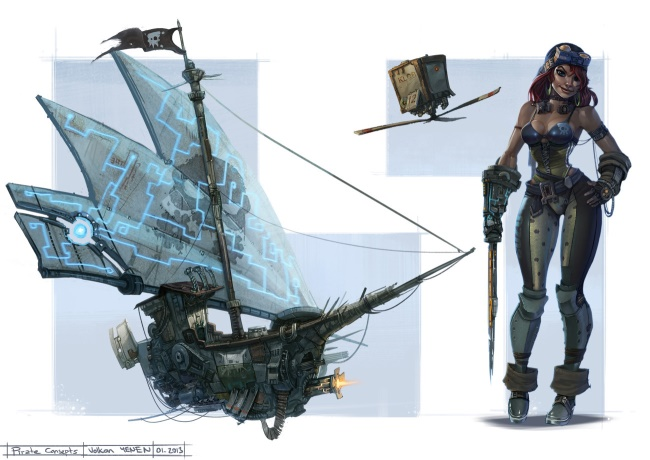 Pirate Concepts | Volkan YENEN | 01.2013